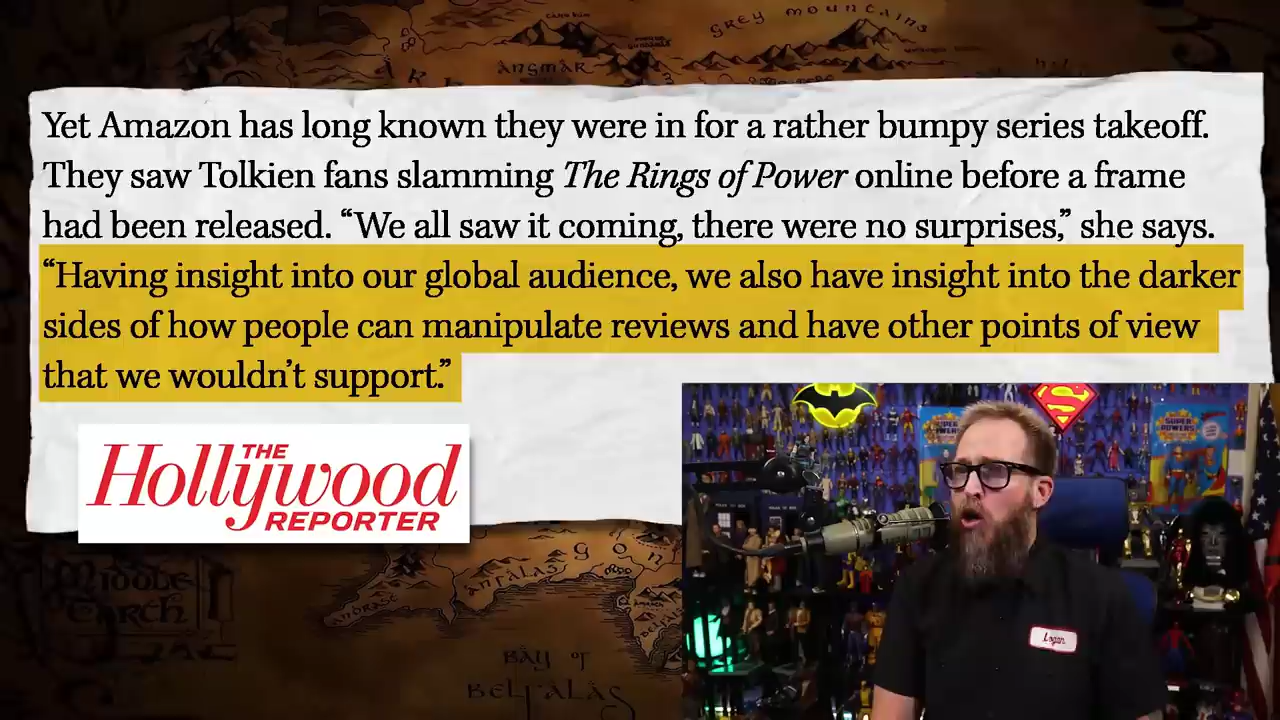 GREY MOUNTAINS
ANGMAR
Yet Amazon has long known they were in for a rather bumpy series takeoff.
They saw Tolkien fans slamming The Rings of Power online before a frame
had been released. “We all saw it coming, there were no surprises,” she says.
“Having insight into our global audience, we also have insight into the darker
sides of how people can manipulate reviews and have other points of view
that we wouldn’t support.”
THE
Hollywood
REPORTER
SUPER
POWERS
Logan
MIDDLE
EARTH
ANFALAS
BAY OF
BELFALAS